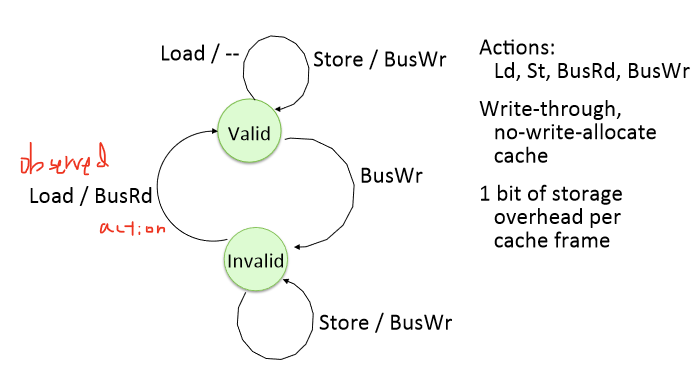 Load / --
Store / BusWr
Valid
BusWr
observed
Load / BusRd
action
Invalid
Store / BusWr
Actions:
Ld, St, BusRd, BusWr
Write-through,
no-write-allocate
cache
1 bit of storage
overhead per
cache frame